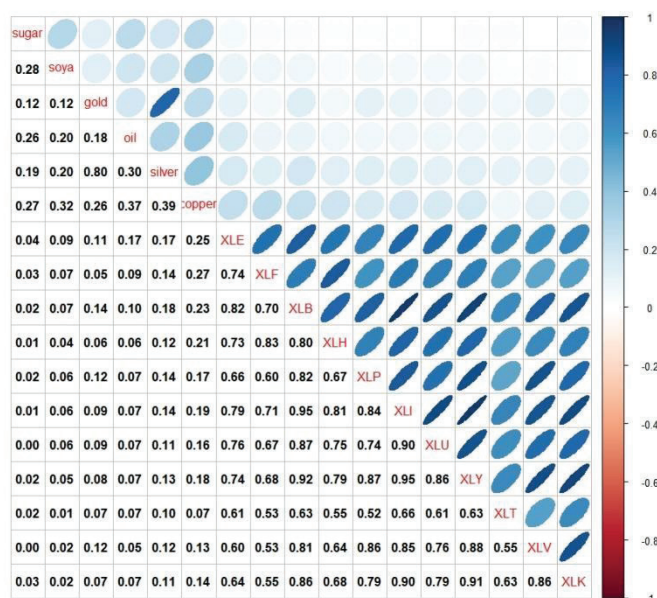 sugar
0.28 soya
0.12 0.12 gold
0.26 0.20 0.18 oil
0.19 0.20 0.80 0.30 silver
0.27 0.32 0.26 0.37 0.39 copper
0.04 0.09 0.11 0.17 0.17 0.25 XLE
0.03 0.07 0.05 0.09 0.14 0.27 0.74 XLF
0.02 0.07 0.14 0.10 0.18 0.23 0.82 0.70 XLB
0.01 0.04 0.06 0.06 0.12 0.21 0.73 0.83 0.80 XLH
0.02 0.06 0.12 0.07 0.14 0.17 0.66 0.60 0.82 0.67 XLP
0.01 0.06 0.09 0.07 0.14 0.19 0.79 0.71 0.95 0.81 0.84 XLI
0.00 0.06 0.09 0.07 0.11 0.16 0.76 0.67 0.87 0.75 0.74 0.90 XLU
0.02 0.05 0.08 0.07 0.13 0.18 0.74 0.68 0.92 0.79 0.87 0.95 0.86 XLY
0.02 0.01 0.07 0.07 0.10 0.07 0.61 0.53 0.63 0.55 0.52 0.66 0.61 0.63 XLT
0.00 0.02 0.12 0.05 0.12 0.13 0.60 0.53 0.81 0.64 0.86 0.85 0.76 0.88 0.55 XLV
0.03 0.02 0.07 0.07 0.11 0.14 0.64 0.55 0.86 0.68 0.79 0.90 0.79 0.91 0.63 0.86 XLK
1
0.8
0.6
0.4
0.2
0
-0.2
-0.4
-0.6
-0.8
-1